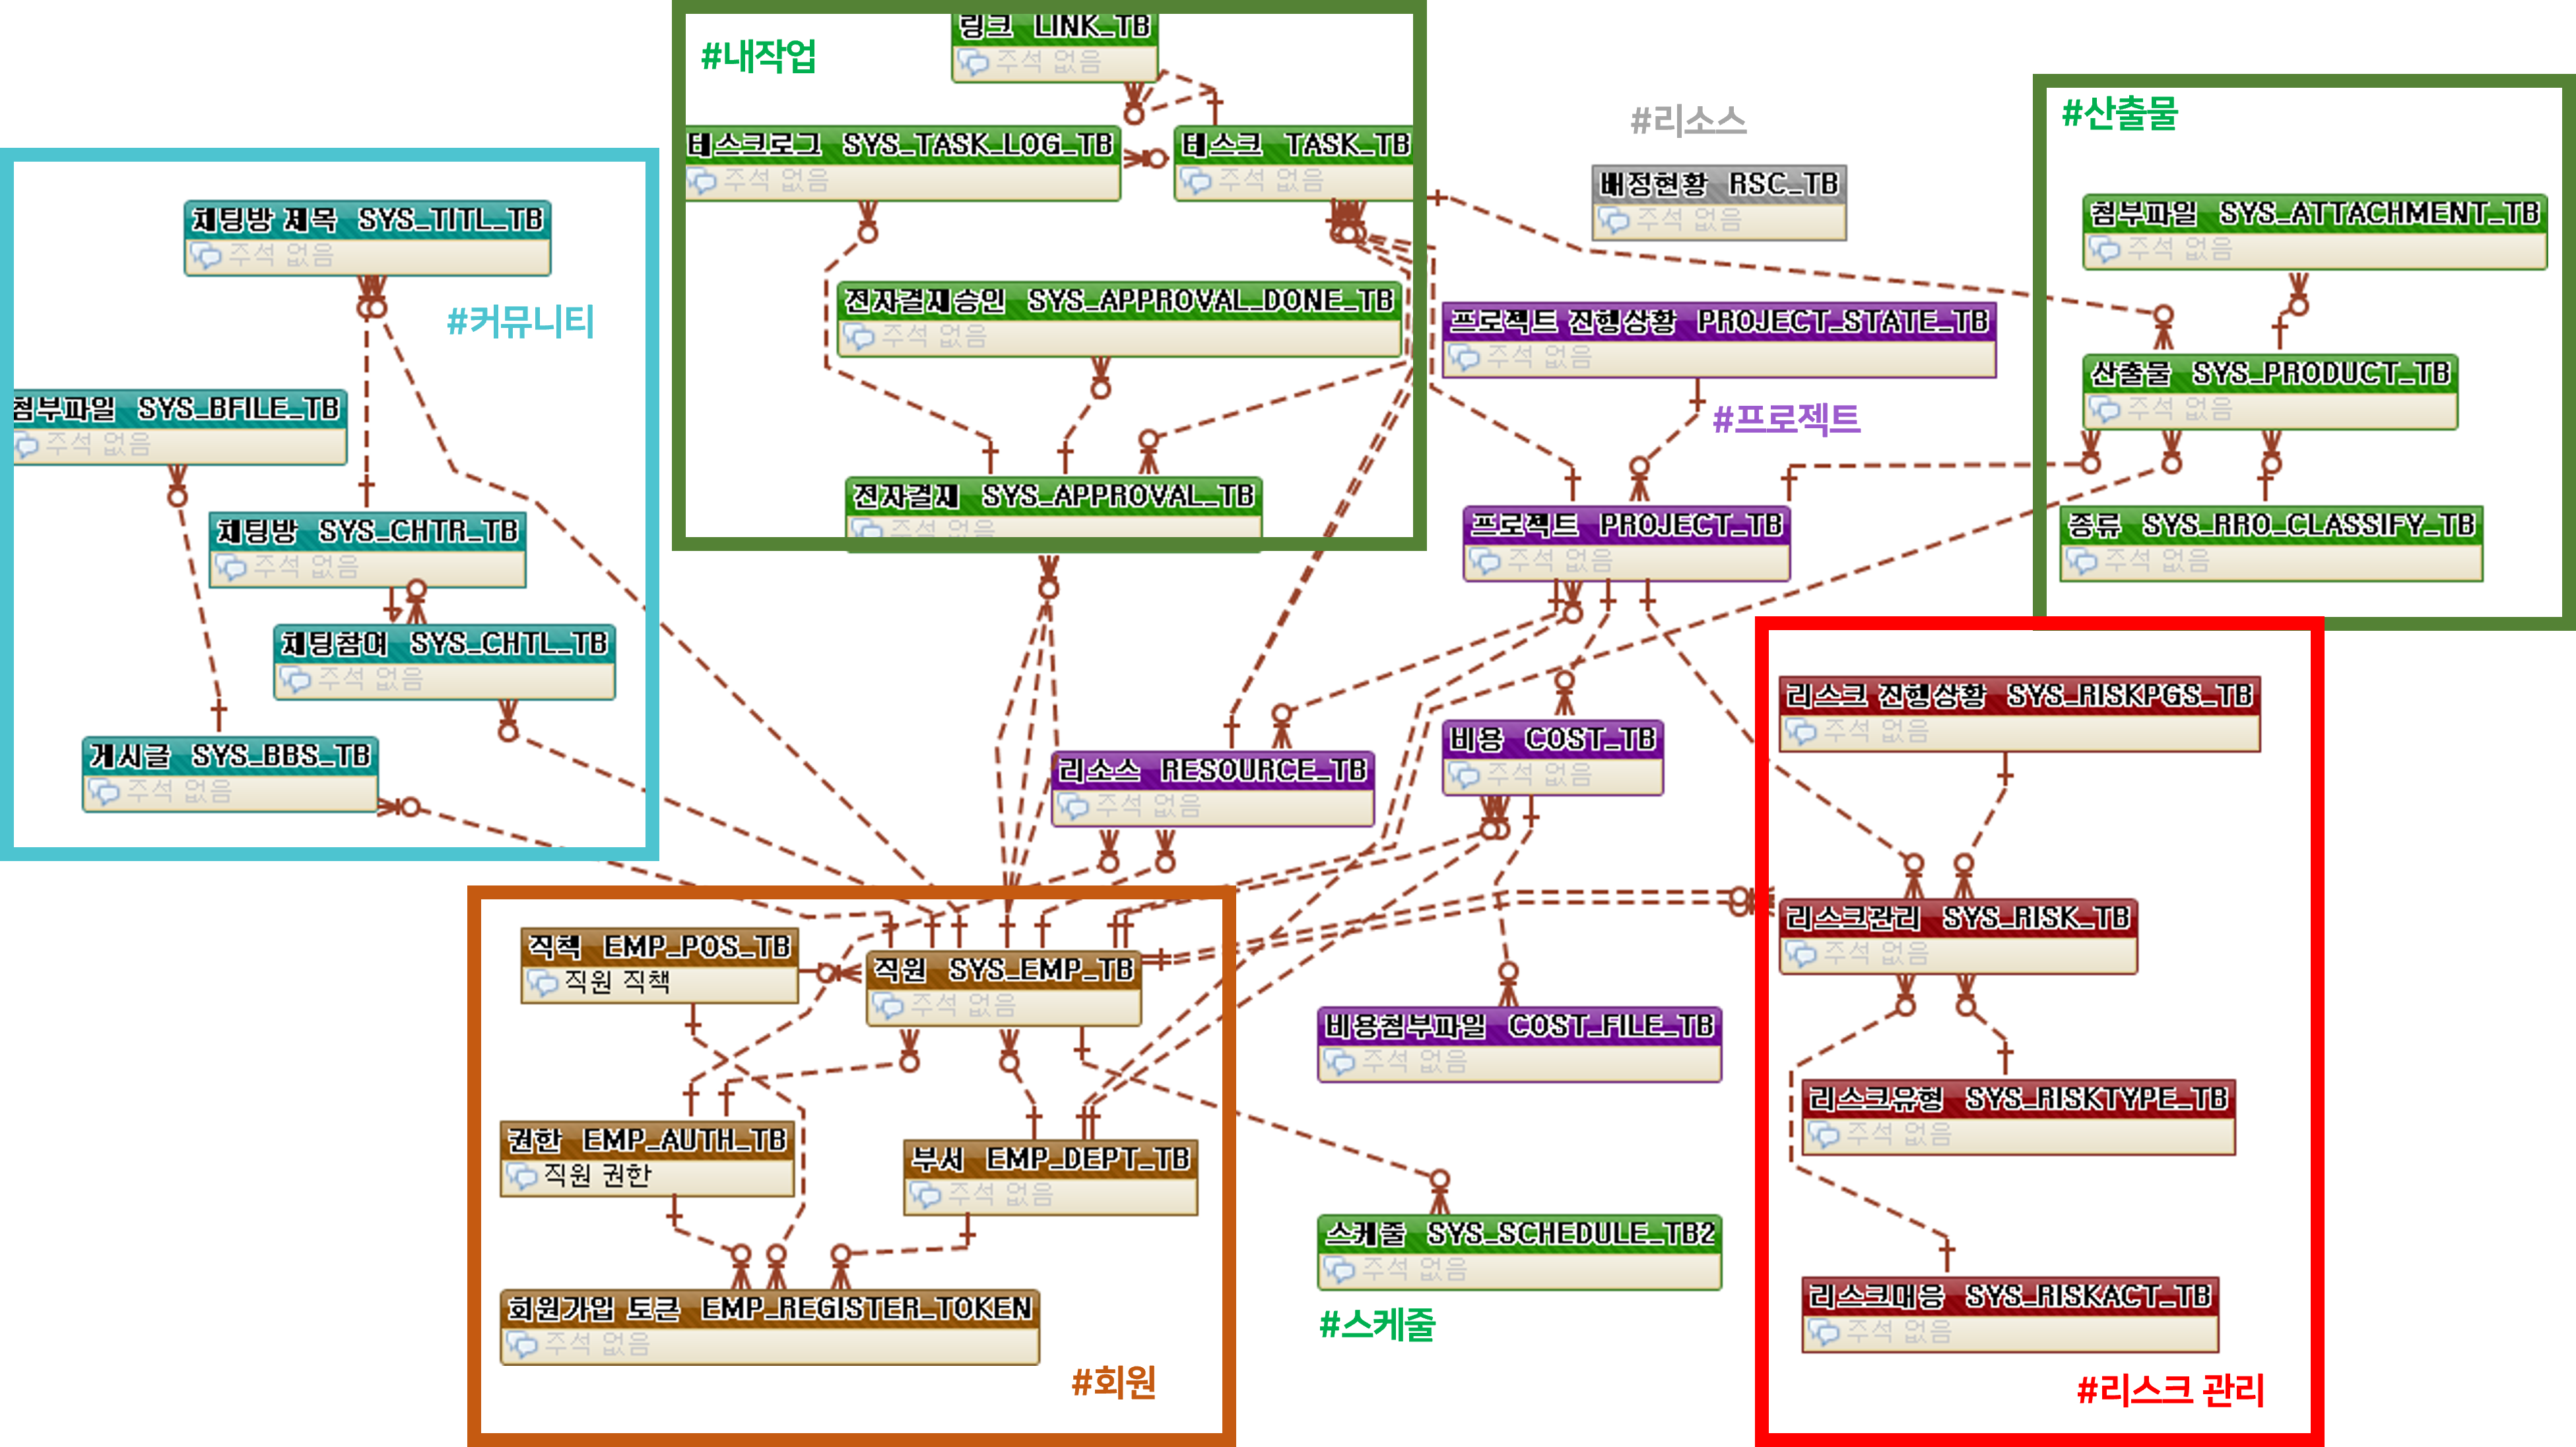 링크 LINK_TB
주석 없음
#내작업
테스크로그 SYS_TASK_LOG_TB
주석 없음
테스크 TASK_TB
주석 없음
전자결재승인 SYS_APPROVAL_DONE_TB
주석 없음
전자결재 SYS_APPROVAL_TB
주석 없음
#리소스
배정현황 RSC_TB
주석 없음
#산출물
첨부파일 SYS_ATTACHMENT_TB
주석 없음
산출물 SYS_PRODUCT_TB
주석 없음
종류 SYS_RRO_CLASSIFY_TB
주석 없음
채팅방 제목 SYS_TITL_TB
주석 없음
#커뮤니티
첨부파일 SYS_BFILE_TB
주석 없음
채팅방 SYS_CHTR_TB
주석 없음
채팅참여 SYS_CHTL_TB
주석 없음
게시글 SYS_BBS_TB
주석 없음
프로젝트 진행상황 PROJECT_STATE_TB
주석 없음
#프로젝트
프로젝트 PROJECT_TB
주석 없음
리소스 RESOURCE_TB
주석 없음
비용 COST_TB
주석 없음
비용첨부파일 COST_FILE_TB
주석 없음
리스크 진행상황 SYS_RISKPGS_TB
주석 없음
리스크관리 SYS_RISK_TB
주석 없음
리스크유형 SYS_RISKTYPE_TB
주석 없음
리스크대응 SYS_RISKACT_TB
주석 없음
#리스크 관리
직책 EMP_POS_TB
직원 직책
직원 SYS_EMP_TB
주석 없음
권한 EMP_AUTH_TB
직원 권한
부서 EMP_DEPT_TB
주석 없음
회원가입 토큰 EMP_REGISTER_TOKEN
주석 없음
#회원
스케줄 SYS_SCHEDULE_TB2
주석 없음
#스케줄